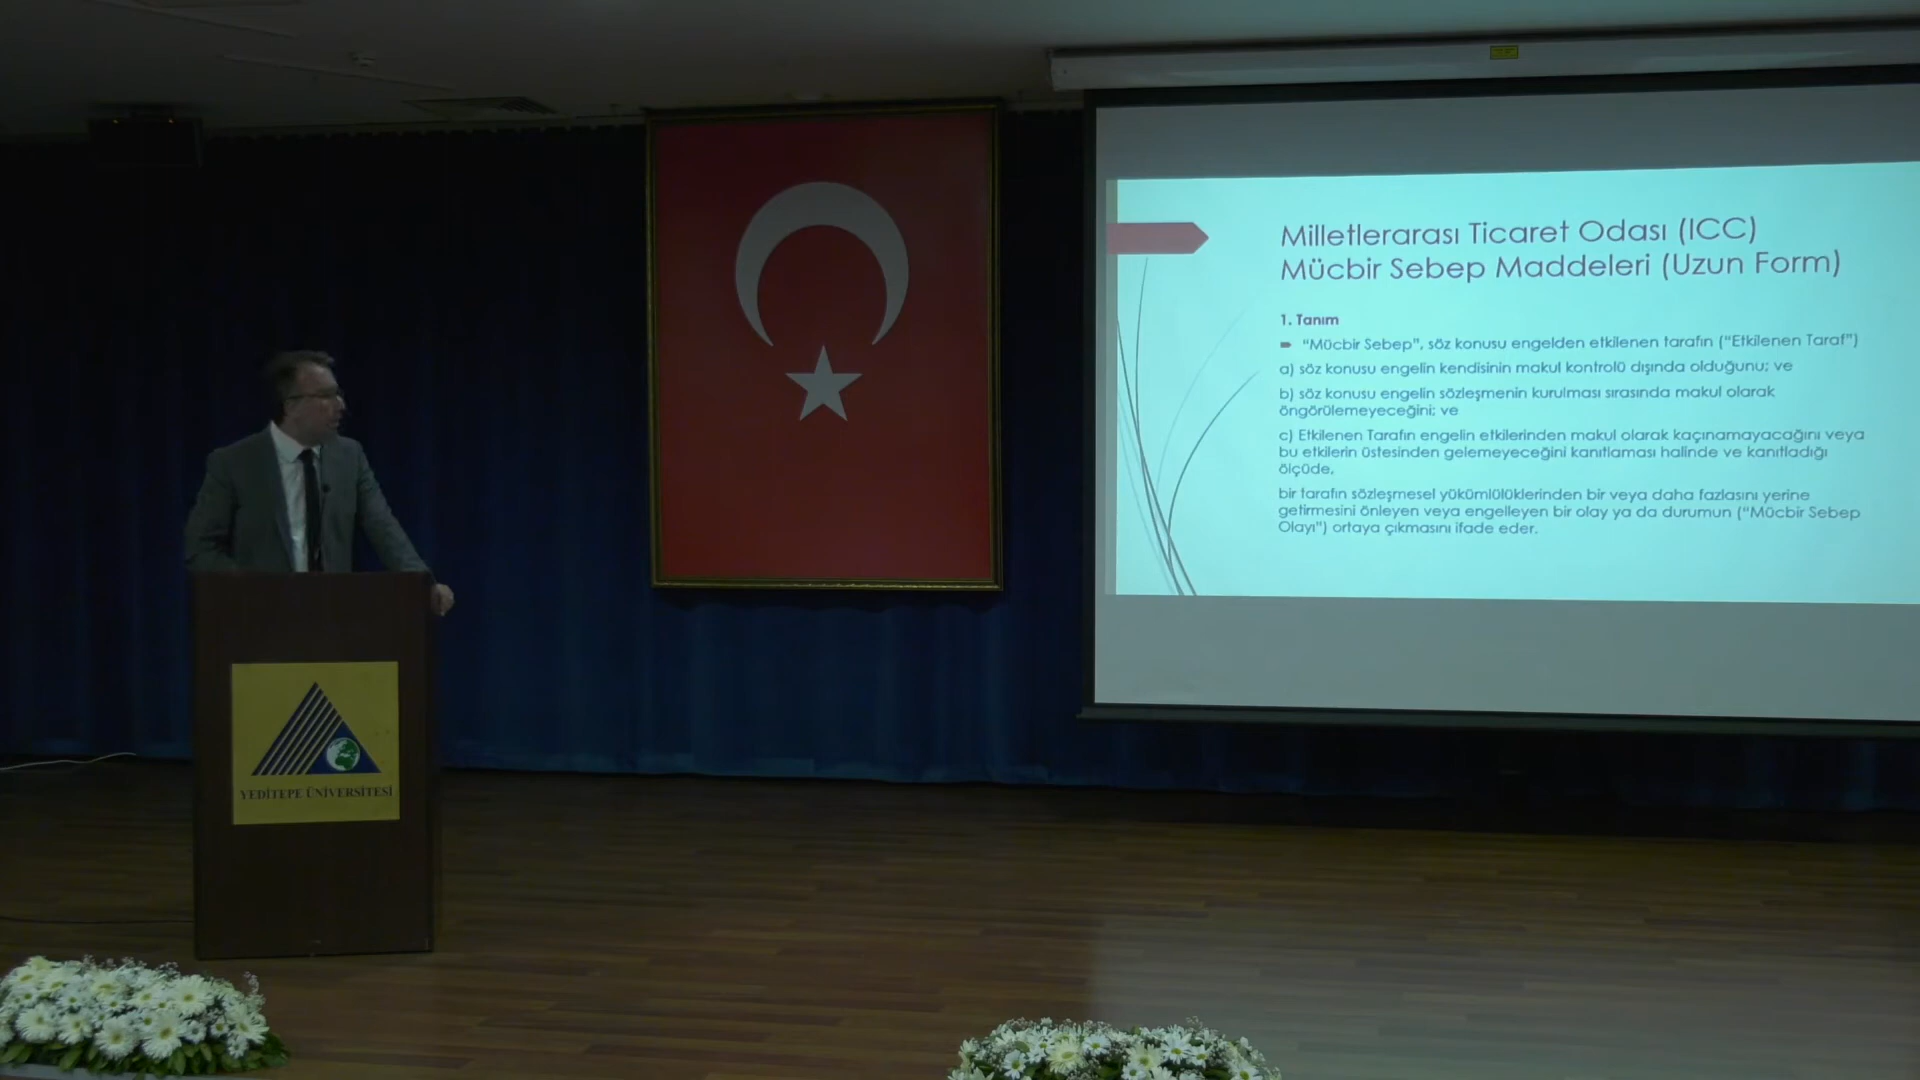 Milletlerarası Ticaret Odası (ICC)
Mücbir Sebep Maddeleri (Uzun Form)
1. Tanım
"Mücbir Sebep", söz konusu engelden etkilenen tarafın ("Etkilenen Taraf")
a) söz konusu engelin kendisinin makul kontrolü dışında olduğunu; ve
b) söz konusu engelin sözleşmenin kurulması sırasında makul olarak
öngörülemeyeceğini; ve
c) Etkilenen Tarafın engelin etkilerinden makul olarak kaçınamayacağını veya
bu etkilerin üstesinden gelemeyeceğini kanıtlaması halinde ve kanıtladığı
ölçüde,
bir tarafın sözleşmesel yükümlülüklerinden bir veya daha fazlasını yerine
getirmesini önleyen veya engelleyen bir olay ya da durumun ("Mücbir Sebep
Olayı") ortaya çıkmasını ifade eder.
YEDİTEPE ÜNİVERSİTESİ